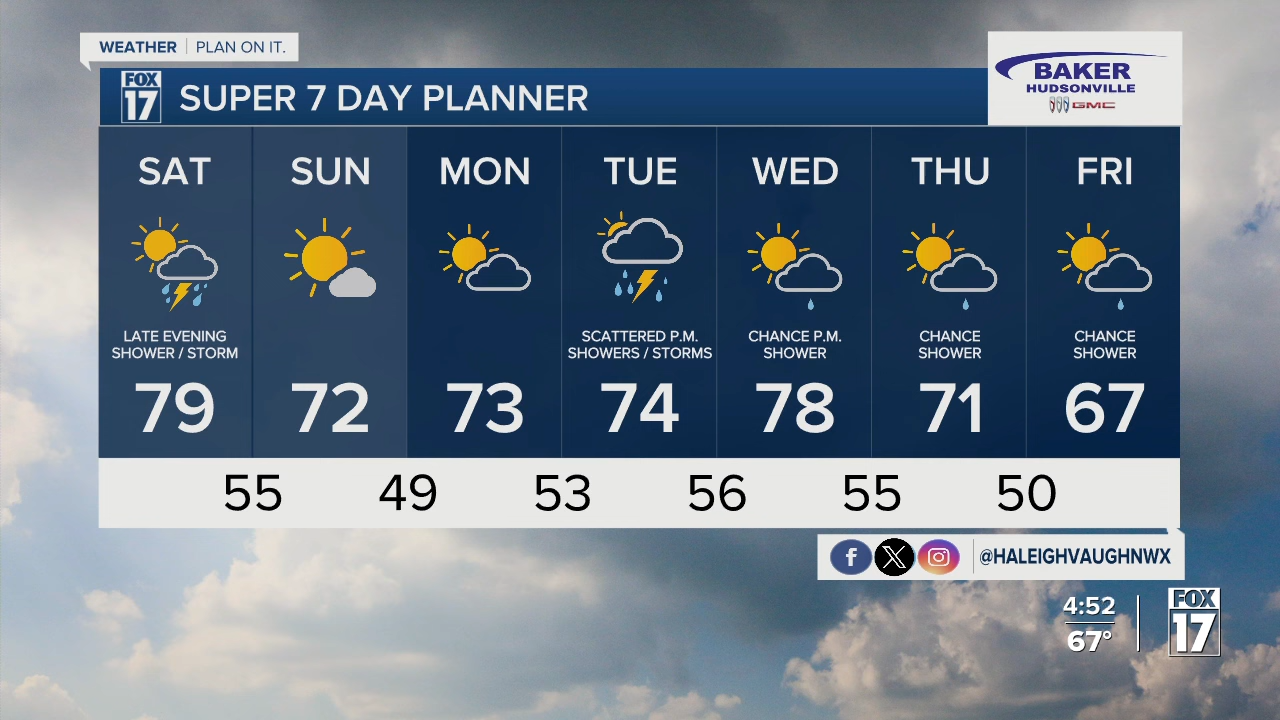 WEATHER | PLAN ON IT.
FOX 17
SUPER 7 DAY PLANNER
BAKER
HUDSONVILLE
GMC
SAT SUN MON TUE WED THU FRI
LATE EVENING SCATTERED P.M. CHANCE P.M. CHANCE CHANCE
SHOWER / STORM SHOWERS / STORMS SHOWER SHOWER SHOWER
79 72 73 74 78 71 67
55 49 53 56 55 50
f X @HALEIGHVAUGHNWX
4:52
67°
FOX
17